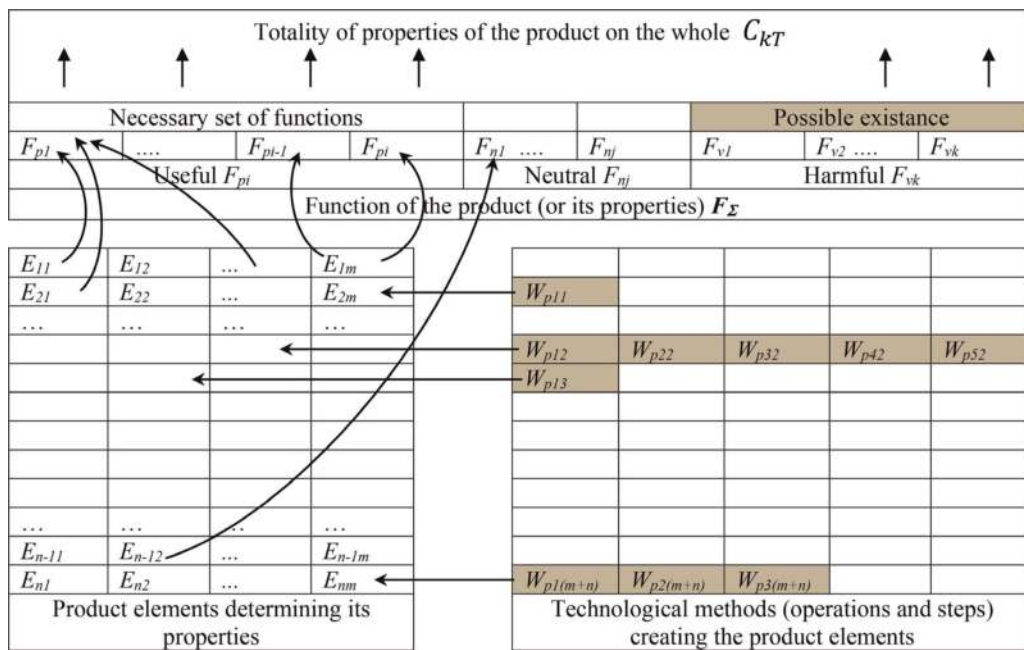 Totality of properties of the product on the whole C_kT
Necessary set of functions Possible existance
F_p1 .... F_pi-1 F_pi F_n1 .... F_nj F_v1 F_v2 .... F_vk
Useful F_pi Neutral F_nj Harmful F_vk
Function of the product (or its properties) F_Σ
E_11 E_12 ... E_1m
E_21 E_22 ... E_2m W_p11
... ... ... ...
W_p12 W_p22 W_p32 W_p42 W_p52
W_p13
... ... ... ...
E_n-11 E_n-12 ... E_n-1m
E_n1 E_n2 ... E_nm W_p1(m+n) W_p2(m+n) W_p3(m+n)
Product elements determining its
properties
Technological methods (operations and steps)
creating the product elements